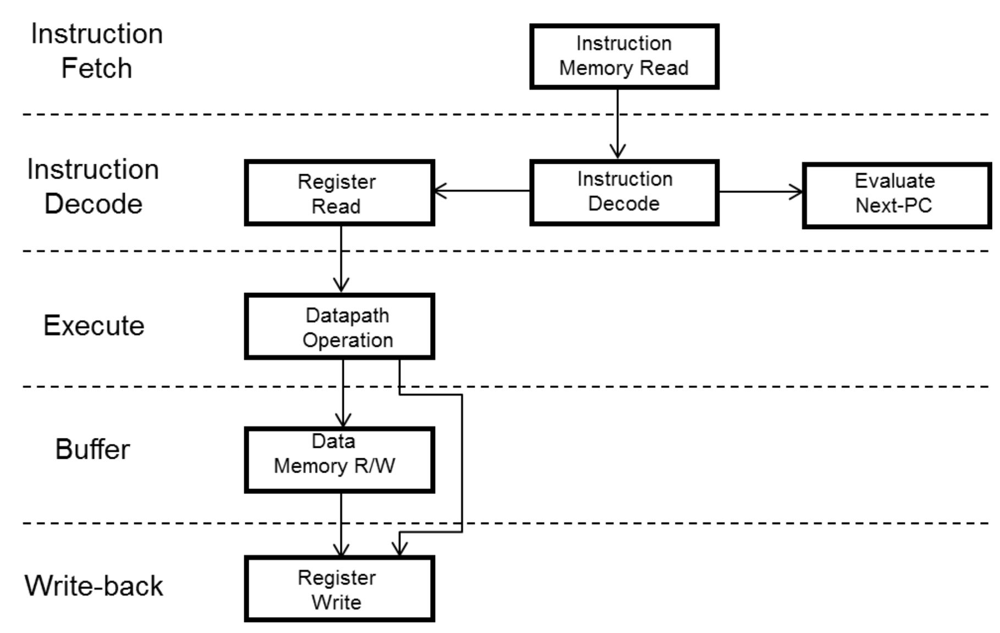 Instruction
Fetch
Instruction
Memory Read
Instruction
Decode
Register
Read
Instruction
Decode
Evaluate
Next-PC
Execute
Datapath
Operation
Buffer
Data
Memory R/W
Write-back
Register
Write